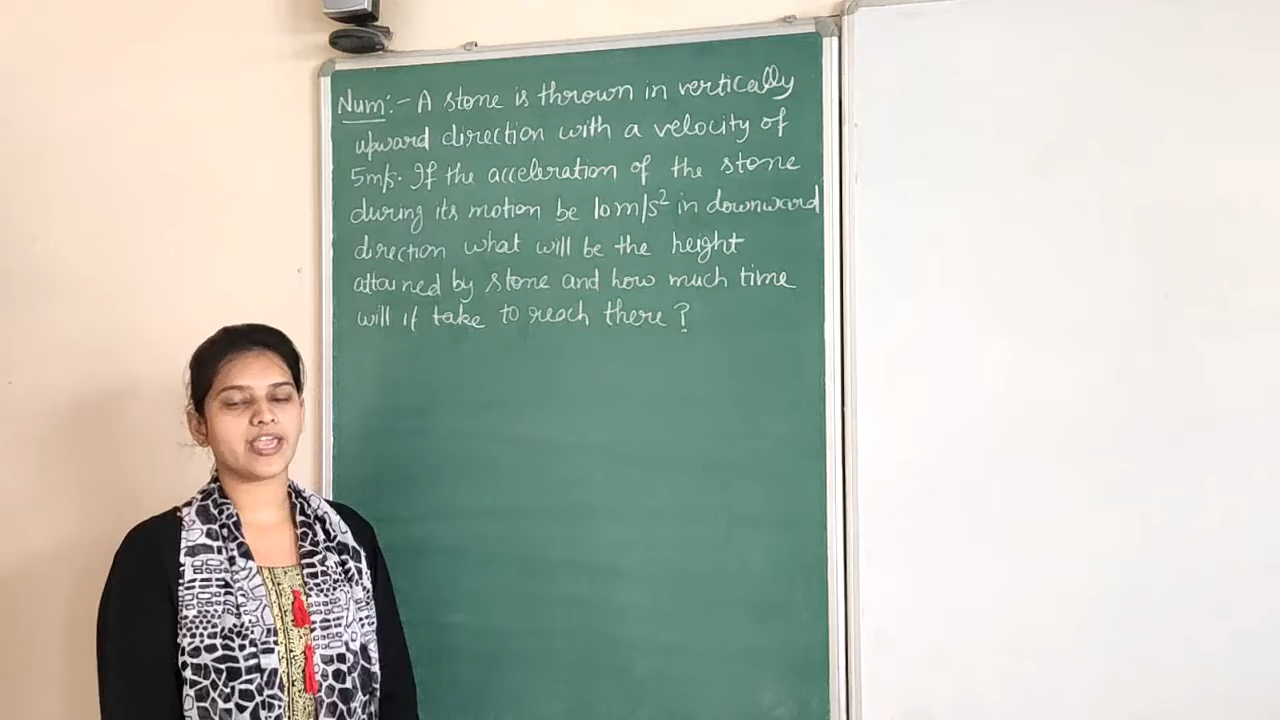 Num:- A stone is thrown in vertically
upward direction with a velocity of
5m/s. If the acceleration of the stone
during its motion be 10m/s² in downward
direction what will be the height
attained by stone and how much time
will it take to reach there?